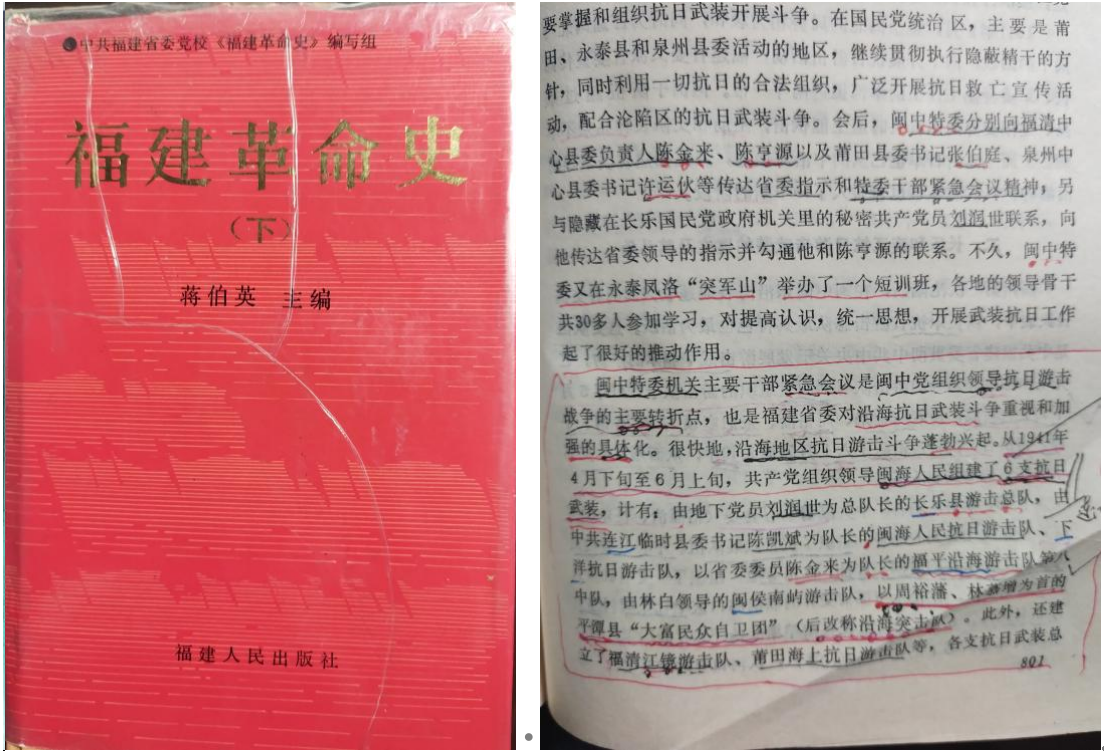 中共福建省委党校《福建革命史》编写组
福建革命史
（下）
蒋伯英 主编
福建人民出版社
要掌握和组织抗日武装开展斗争。在国民党统治区，主要是莆
田、永泰县和泉州县委活动的地区，继续贯彻执行隐蔽精干的方
针，同时利用一切抗日的合法组织，广泛开展抗日救亡宣传活
动，配合沦陷区的抗日武装斗争。会后，闽中特委分别向福清中
心县委负责人陈金来、陈亨源以及莆田县委书记张伯庭、泉州中
心县委书记许运伙等传达省委指示和特委干部紧急会议精神，另
与隐藏在长乐国民党政府机关里的秘密共产党员刘润世联系，向
他传达省委领导的指示并勾通他和陈亨源的联系。不久，闽中特
委又在永泰凤洛“突军山”举办了一个短训班，各地的领导骨干
共30多人参加学习，对提高认识，统一思想，开展武装抗日工作
起了很好的推动作用。
闽中特委机关主要干部紧急会议是闽中党组织领导抗日游击
战争的主要转折点，也是福建省委对沿海抗日武装斗争重视和加
强的具体化。很快地，沿海地区抗日游击斗争蓬勃兴起。从1941年
4月下旬至6月上旬，共产党组织领导闽海人民组建了6支抗日
武装，计有：由地下党员刘润世为总队长的长乐县游击总队，由
中共连江临时县委书记陈凯斌为队长的闽海人民抗日游击队、下
洋抗日游击队，以省委委员陈金来为队长的福平沿海游击队第八
中队，由林白领导的闽侯南屿游击队，以周裕藩、林慕增为首的
平潭县“大富民众自卫团”（后改称沿海突击队）。此外，还建
立了福清江镜游击队、莆田海上抗日游击队等，各支抗日武装总
801